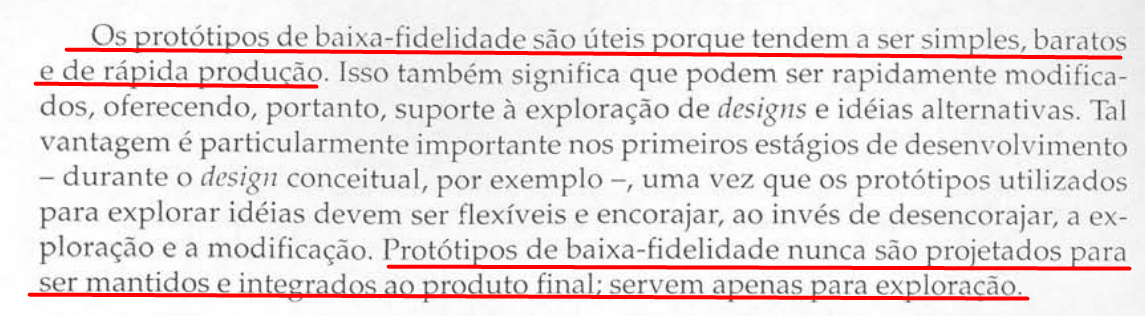 Os protótipos de baixa-fidelidade são úteis porque tendem a ser simples, baratos
e de rápida produção. Isso também significa que podem ser rapidamente modifica-
dos, oferecendo, portanto, suporte à exploração de designs e idéias alternativas. Tal
vantagem é particularmente importante nos primeiros estágios de desenvolvimento
– durante o design conceitual, por exemplo –, uma vez que os protótipos utilizados
para explorar idéias devem ser flexíveis e encorajar, ao invés de desencorajar, a ex-
ploração e a modificação. Protótipos de baixa-fidelidade nunca são projetados para
ser mantidos e integrados ao produto final; servem apenas para exploração.